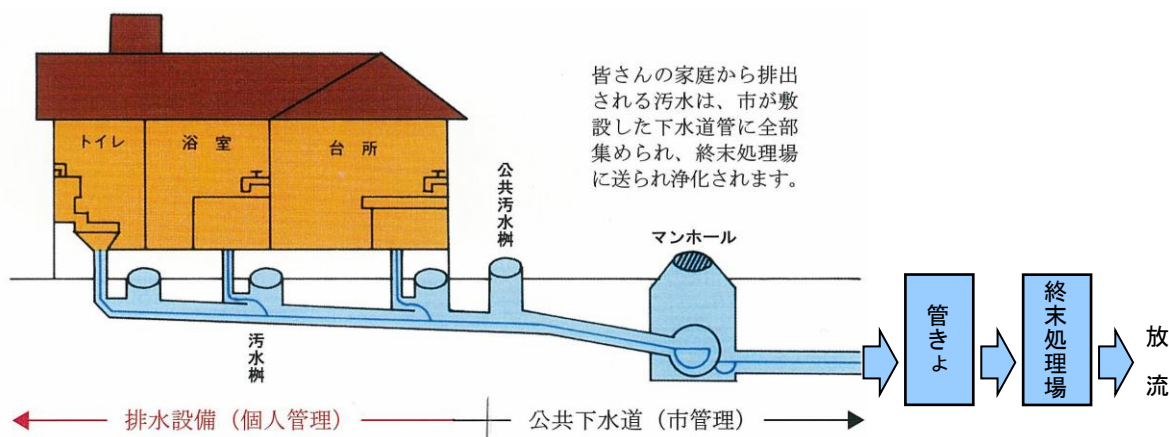 皆さんの家庭から排出
される汚水は、市が敷
設した下水道管に全部
集められ、終末処理場
に送られ浄化されます。
トイレ
浴室
台所
公共汚水桝
マンホール
汚水桝
管きょ
終末処理場
放流
排水設備（個人管理）
公共下水道（市管理）